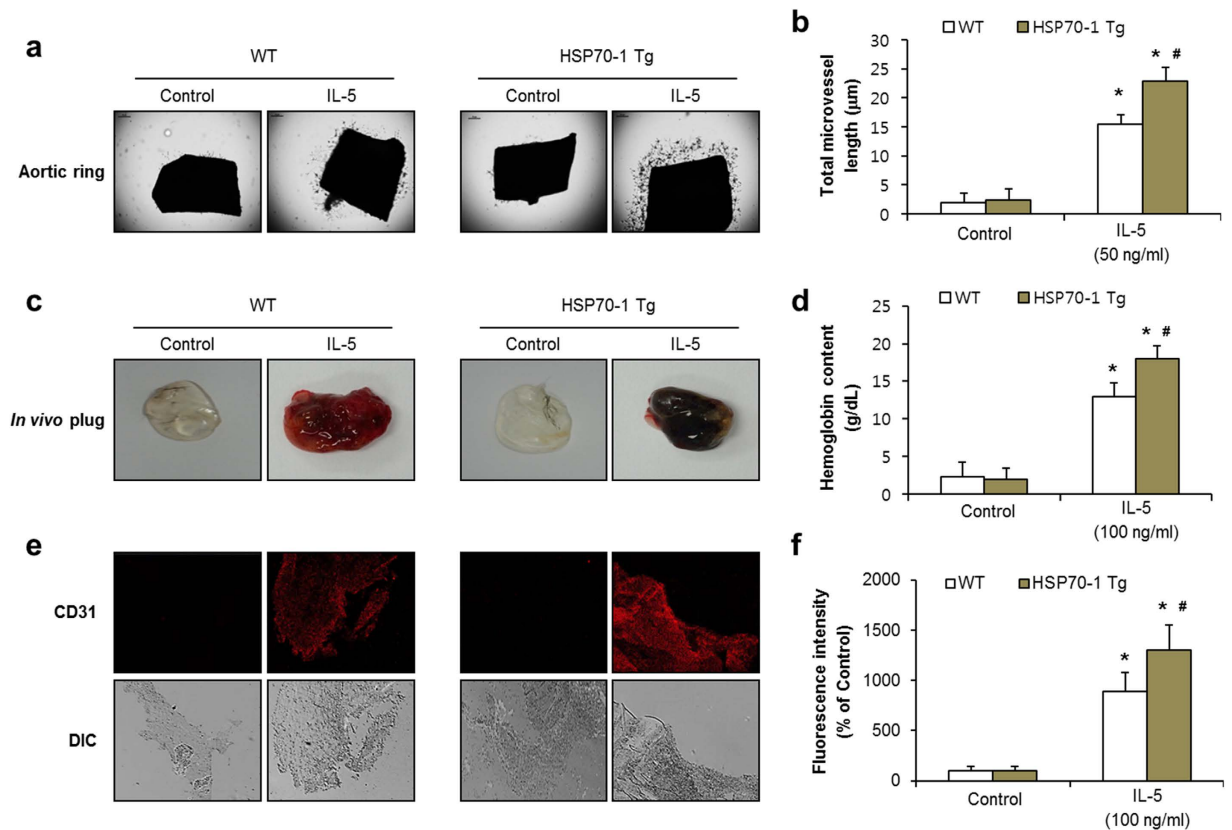 a
WT
HSP70-1 Tg
Control
IL-5
Control
IL-5
Aortic ring
b
WT
HSP70-1 Tg
Total microvessel
length (μm)
30
25
20
15
10
5
0
*
* #
Control
IL-5
(50 ng/ml)
c
WT
HSP70-1 Tg
Control
IL-5
Control
IL-5
In vivo plug
d
WT
HSP70-1 Tg
Hemoglobin content
(g/dL)
25
20
15
10
5
0
*
* #
Control
IL-5
(100 ng/ml)
e
CD31
DIC
f
WT
HSP70-1 Tg
Fluorescence intensity
(% of Control)
2000
1500
1000
500
0
*
* #
Control
IL-5
(100 ng/ml)